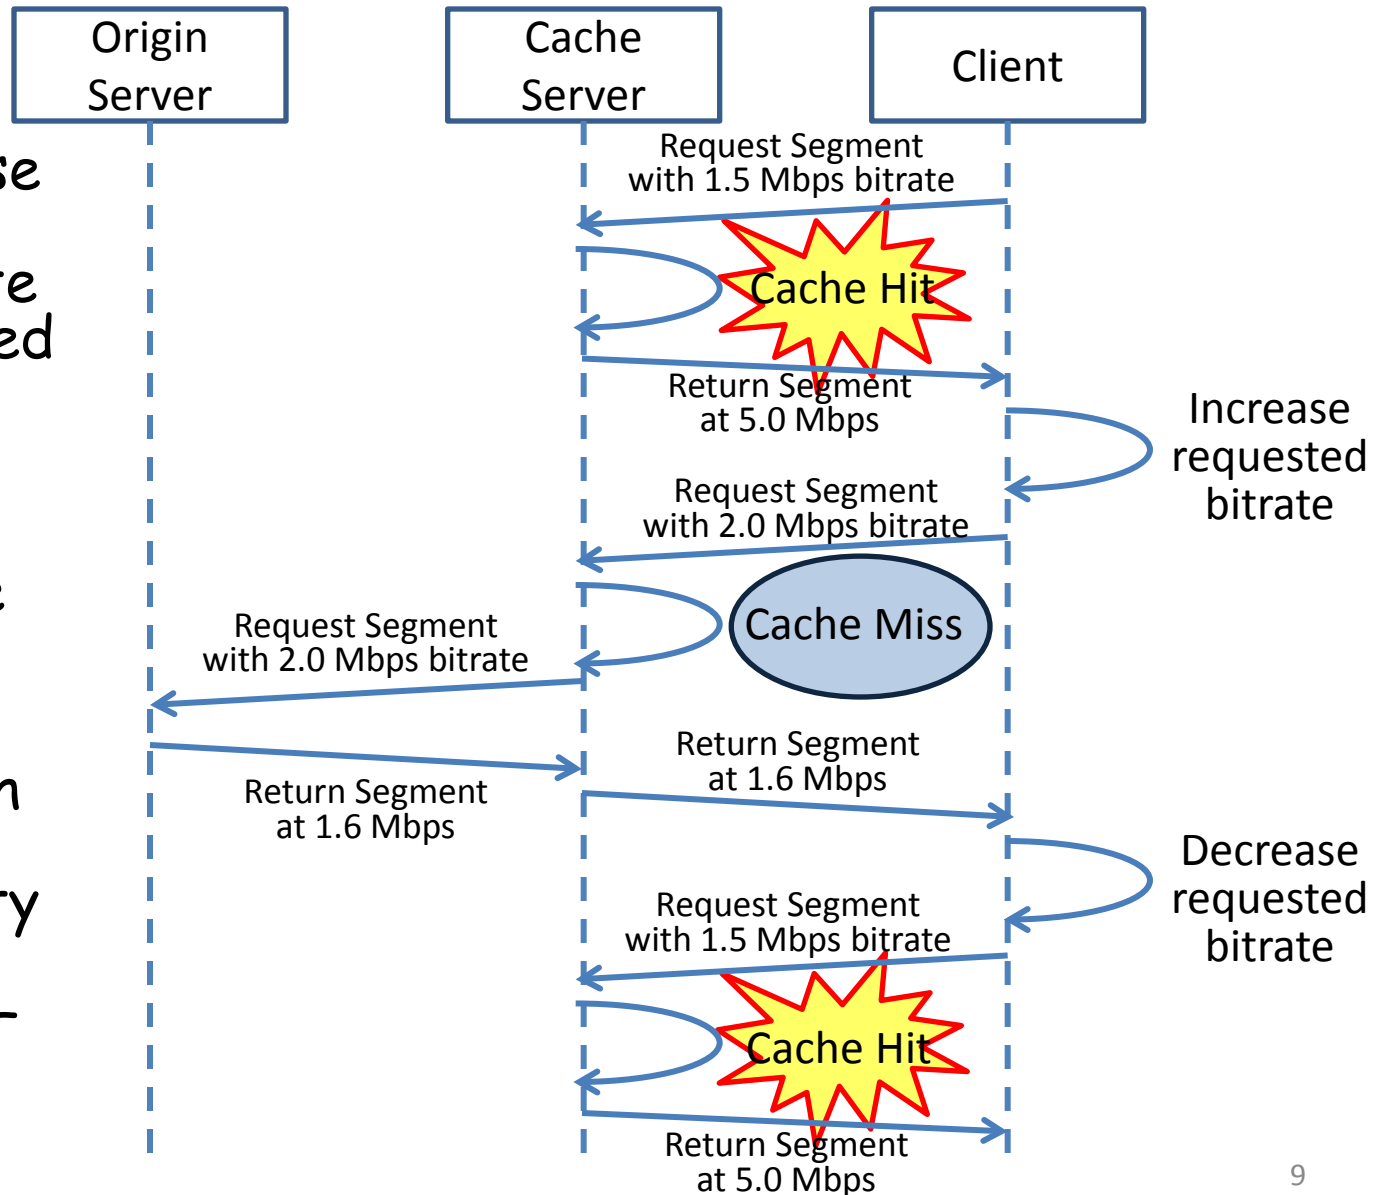 Origin
Server
Cache
Server
Client
Request Segment
with 1.5 Mbps bitrate
Cache Hit
Return Segment
at 5.0 Mbps
Increase
requested
bitrate
Request Segment
with 2.0 Mbps bitrate
Cache Miss
Request Segment
with 2.0 Mbps bitrate
Return Segment
at 1.6 Mbps
Return Segment
at 1.6 Mbps
Decrease
requested
bitrate
Request Segment
with 1.5 Mbps bitrate
Cache Hit
Return Segment
at 5.0 Mbps
9